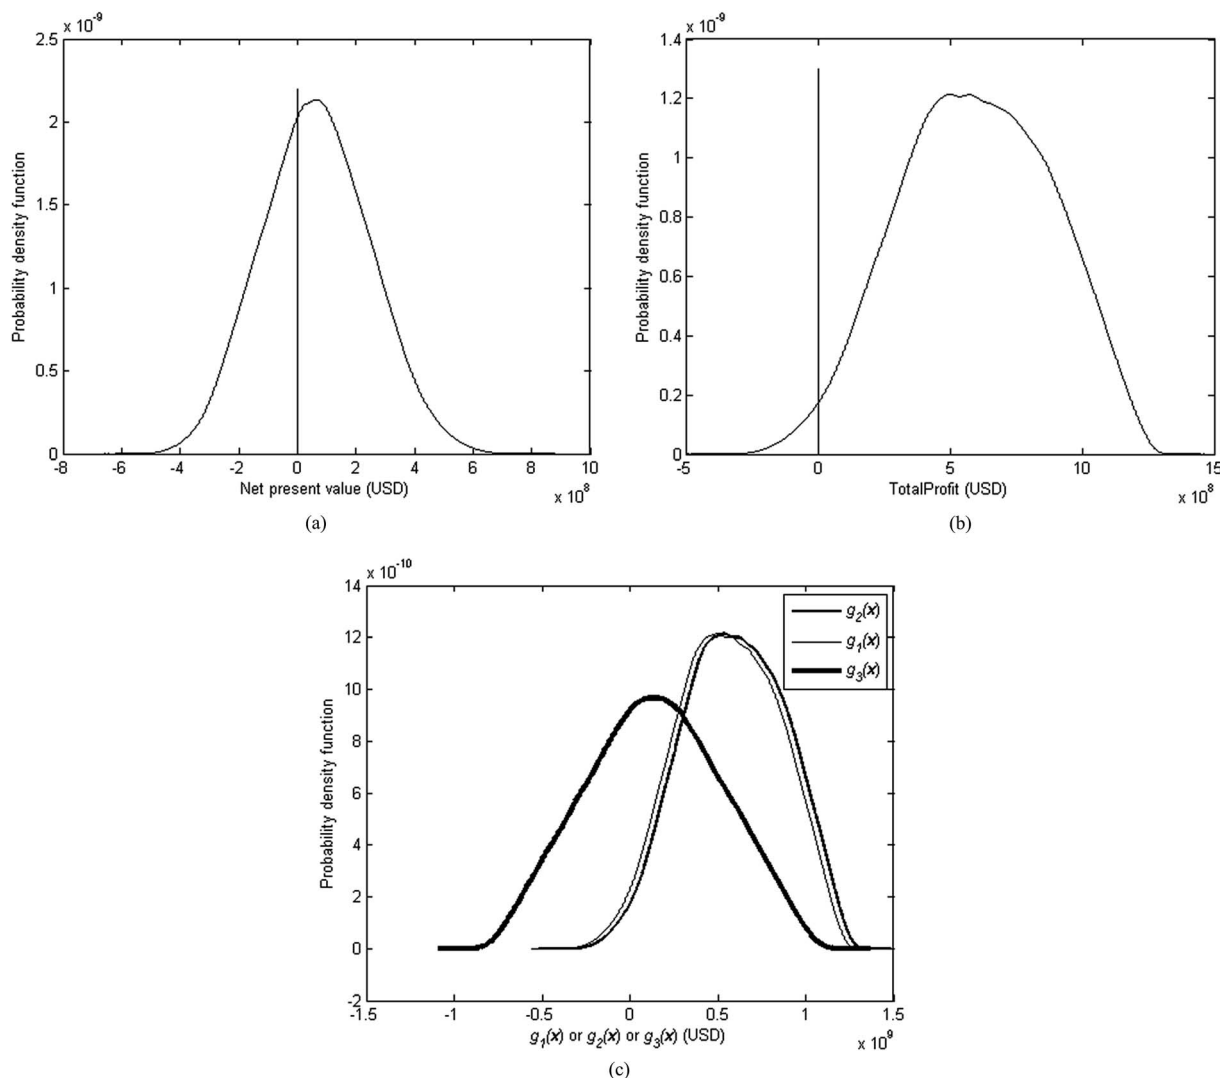 x 10^-9
2.5
2
1.5
1
0.5
0
Probability density function
-8 -6 -4 -2 0 2 4 6 8 10
Net present value (USD)
x 10^8
(a)
x 10^-9
1.4
1.2
1
0.8
0.6
0.4
0.2
0
Probability density function
-5 0 5 10 15
TotalProfit (USD)
x 10^8
(b)
x 10^-10
14
12
10
8
6
4
2
0
-2
Probability density function
g2(x)
g1(x)
g3(x)
-1.5 -1 -0.5 0 0.5 1 1.5
g1(x) or g2(x) or g3(x) (USD)
x 10^9
(c)